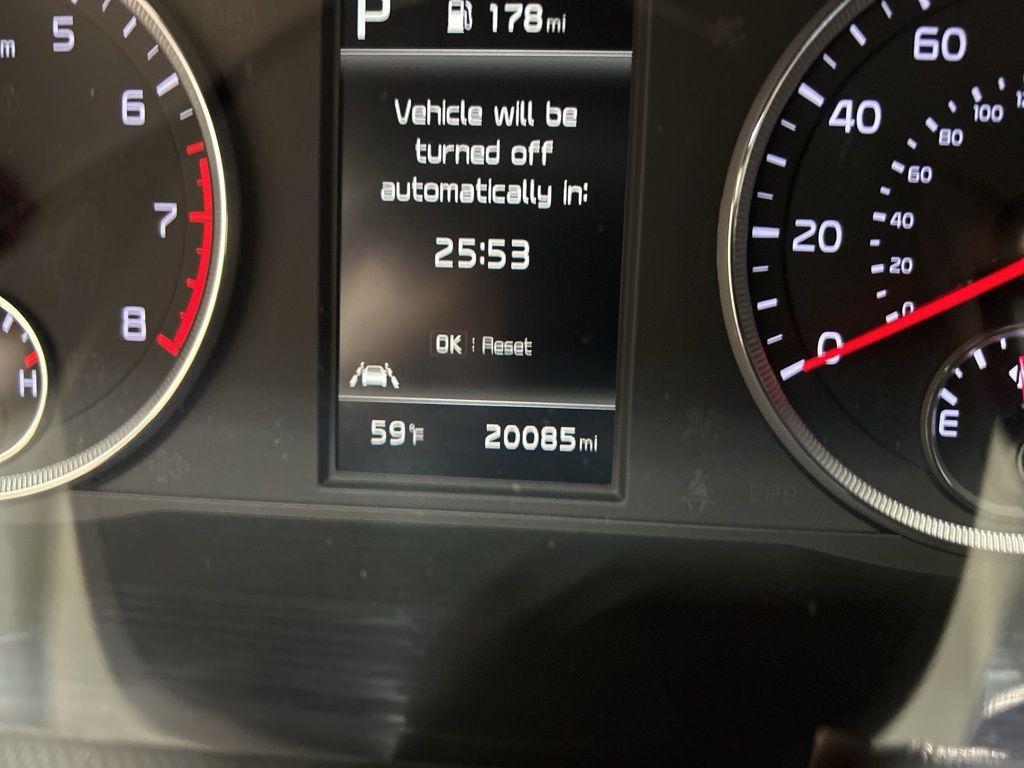 P 178mi
Vehicle will be
turned off
automatically in:
25:53
OK : Reset
59°F 20085mi
5
6
7
8
H
60
40
20
0
100
80
60
40
20
0
E
EPB